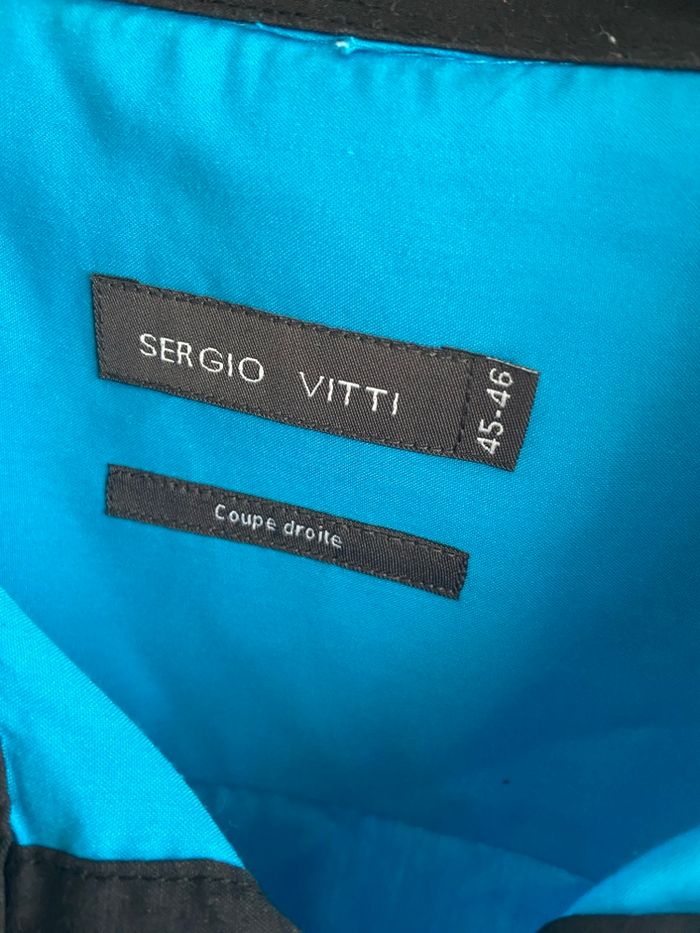 SERGIO VITTI
45-46
Coupe droite